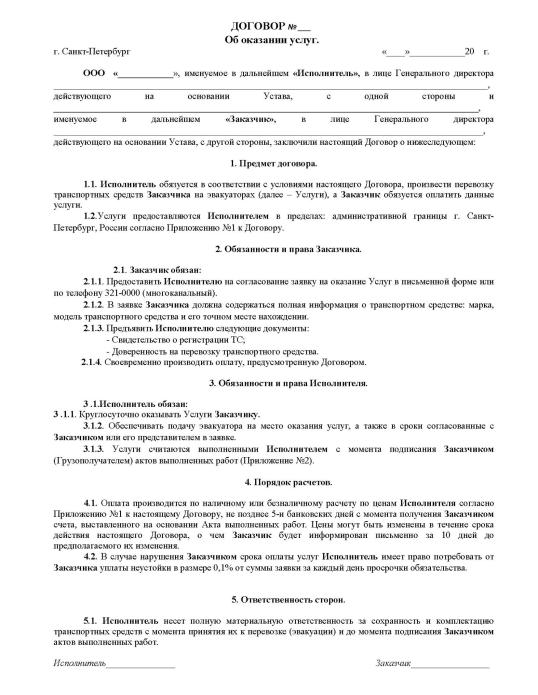 ДОГОВОР №___
Об оказании услуг.
г. Санкт-Петербург «____»____________20 г.
ООО «____________», именуемое в дальнейшем «Исполнитель», в лице Генерального директора
______________________________________________,
действующего на основании Устава, с одной стороны и
______________________________________________,
именуемое в дальнейшем «Заказчик», в лице Генерального директора
______________________________________________,
действующего на основании Устава, с другой стороны, заключили настоящий Договор о нижеследующем:
1. Предмет договора.
1.1. Исполнитель обязуется в соответствии с условиями настоящего Договора, произвести перевозку
транспортных средств Заказчика на эвакуаторах (далее – Услуги), а Заказчик обязуется оплатить данные
услуги.
1.2.Услуги предоставляются Исполнителем в пределах: административной границы г. Санкт-
Петербург, России согласно Приложению №1 к Договору.
2. Обязанности и права Заказчика.
2.1. Заказчик обязан:
2.1.1. Предоставить Исполнителю на согласование заявку на оказание Услуг в письменной форме или
по телефону 321-0000 (многоканальный).
2.1.2. В заявке Заказчика должна содержаться полная информация о транспортном средстве: марка,
модель транспортного средства и его точном месте нахождении.
2.1.3. Предъявить Исполнителю следующие документы:
- Свидетельство о регистрации ТС;
- Доверенность на перевозку транспортного средства.
2.1.4. Своевременно производить оплату, предусмотренную Договором.
3. Обязанности и права Исполнителя.
3 .1.Исполнитель обязан:
3 .1.1. Круглосуточно оказывать Услуги Заказчику.
3.1.2. Обеспечивать подачу эвакуатора на место оказания услуг, а также в сроки согласованные с
Заказчиком или его представителем в заявке.
3.1.3. Услуги считаются выполненными Исполнителем с момента подписания Заказчиком
(Грузополучателем) актов выполненных работ (Приложение №2).
4. Порядок расчетов.
4.1. Оплата производится по наличному или безналичному расчету по ценам Исполнителя согласно
Приложению №1 к настоящему Договору, не позднее 5-и банковских дней с момента получения Заказчиком
счета, выставленного на основании Акта выполненных работ. Цены могут быть изменены в течение срока
действия настоящего Договора, о чем Заказчик будет информирован письменно за 10 дней до
предполагаемого их изменения.
4.2. В случае нарушения Заказчиком срока оплаты услуг Исполнитель имеет право потребовать от
Заказчика уплаты неустойки в размере 0,1% от суммы заявки за каждый день просрочки обязательства.
5. Ответственность сторон.
5.1. Исполнитель несет полную материальную ответственность за сохранность и комплектацию
транспортных средств с момента принятия их к перевозке (эвакуации) и до момента подписания Заказчиком
актов выполненных работ.
Исполнитель_______________ Заказчик_________________